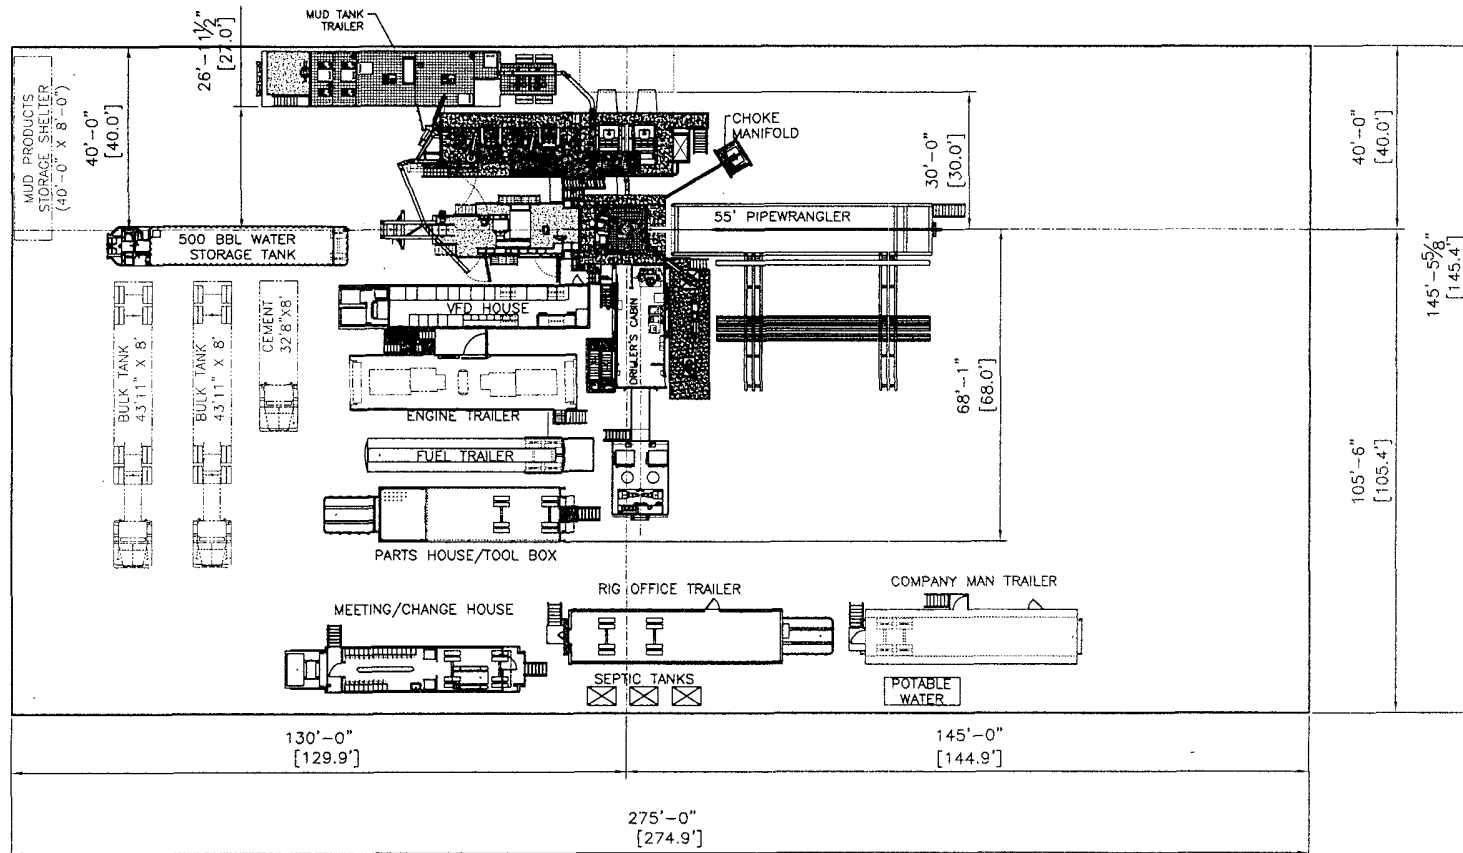 MUD TANK
TRAILER
26'-11½"
[27.0']
MUD PRODUCTS
STORAGE SHELTER
(40'-0" X 8'-0")
40'-0"
[40.0']
CHOKE
MANIFOLD
30'-0"
[30.0']
40'-0"
[40.0']
55' PIPEWRANGLER
500 BBL WATER
STORAGE TANK
145'-5⅝"
[145.4']
VFD HOUSE
DRILLER'S CABIN
CEMENT
32'8"X8'
BULK TANK
43'11" X 8'
BULK TANK
43'11" X 8'
ENGINE TRAILER
68'-1"
[68.0']
FUEL TRAILER
105'-6"
[105.4']
PARTS HOUSE/TOOL BOX
RIG OFFICE TRAILER
COMPANY MAN TRAILER
MEETING/CHANGE HOUSE
SEPTIC TANKS
POTABLE
WATER
130'-0"
[129.9']
145'-0"
[144.9']
275'-0"
[274.9']